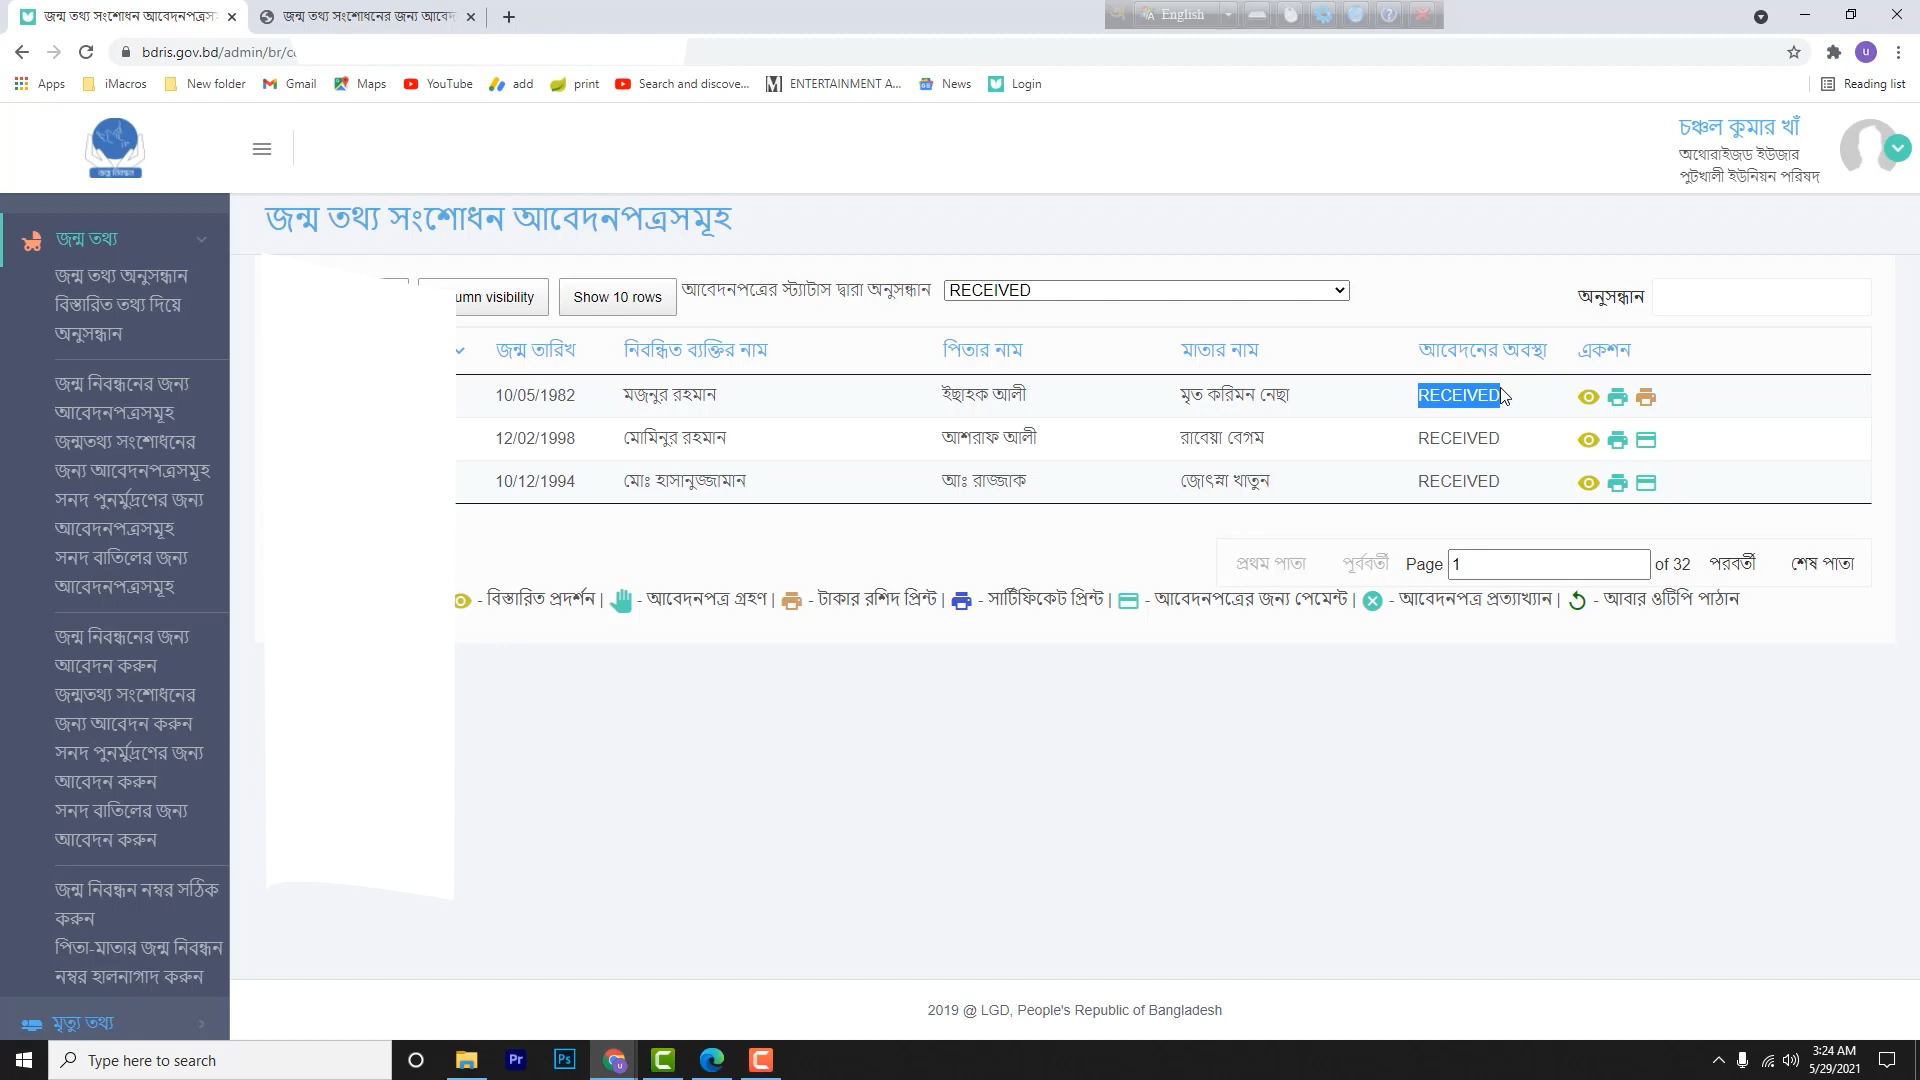 জন্ম তথ্য সংশোধন আবেদনপত্রস
জন্ম তথ্য সংশোধনের জন্য আবেদ
English
bdris.gov.bd/admin/br/c
Apps
iMacros
New folder
Gmail
Maps
YouTube
add
print
Search and discove...
ENTERTAINMENT A...
News
Login
Reading list
জন্ম নিবন্ধন
চঞ্চল কুমার খাঁ
অথোরাইজড ইউজার
পুটখালী ইউনিয়ন পরিষদ
জন্ম তথ্য
জন্ম তথ্য অনুসন্ধান
বিস্তারিত তথ্য দিয়ে
অনুসন্ধান
জন্ম নিবন্ধনের জন্য
আবেদনপত্রসমূহ
জন্মতথ্য সংশোধনের
জন্য আবেদনপত্রসমূহ
সনদ পুনর্মুদ্রণের জন্য
আবেদনপত্রসমূহ
সনদ বাতিলের জন্য
আবেদনপত্রসমূহ
জন্ম নিবন্ধনের জন্য
আবেদন করুন
জন্মতথ্য সংশোধনের
জন্য আবেদন করুন
সনদ পুনর্মুদ্রণের জন্য
আবেদন করুন
সনদ বাতিলের জন্য
আবেদন করুন
জন্ম নিবন্ধন নম্বর সঠিক
করুন
পিতা-মাতার জন্ম নিবন্ধন
নম্বর হালনাগাদ করুন
মৃত্যু তথ্য
জন্ম তথ্য সংশোধন আবেদনপত্রসমূহ
umn visibility Show 10 rows আবেদনপত্রের স্ট্যাটাস দ্বারা অনুসন্ধান RECEIVED অনুসন্ধান
জন্ম তারিখ নিবন্ধিত ব্যক্তির নাম পিতার নাম মাতার নাম আবেদনের অবস্থা একশন
10/05/1982 মজনুর রহমান ইছাহক আলী মৃত করিমন নেছা RECEIVED
12/02/1998 মোমিনুর রহমান আশরাফ আলী রাবেয়া বেগম RECEIVED
10/12/1994 মোঃ হাসানুজ্জামান আঃ রাজ্জাক জোৎস্না খাতুন RECEIVED
প্রথম পাতা পূর্ববর্তী Page 1 of 32 পরবর্তী শেষ পাতা
- বিস্তারিত প্রদর্শন | - আবেদনপত্র গ্রহণ | - টাকার রশিদ প্রিন্ট | - সার্টিফিকেট প্রিন্ট | - আবেদনপত্রের জন্য পেমেন্ট | - আবেদনপত্র প্রত্যাখ্যান | - আবার ওটিপি পাঠান
2019 @ LGD, People's Republic of Bangladesh
Type here to search
3:24 AM
5/29/2021